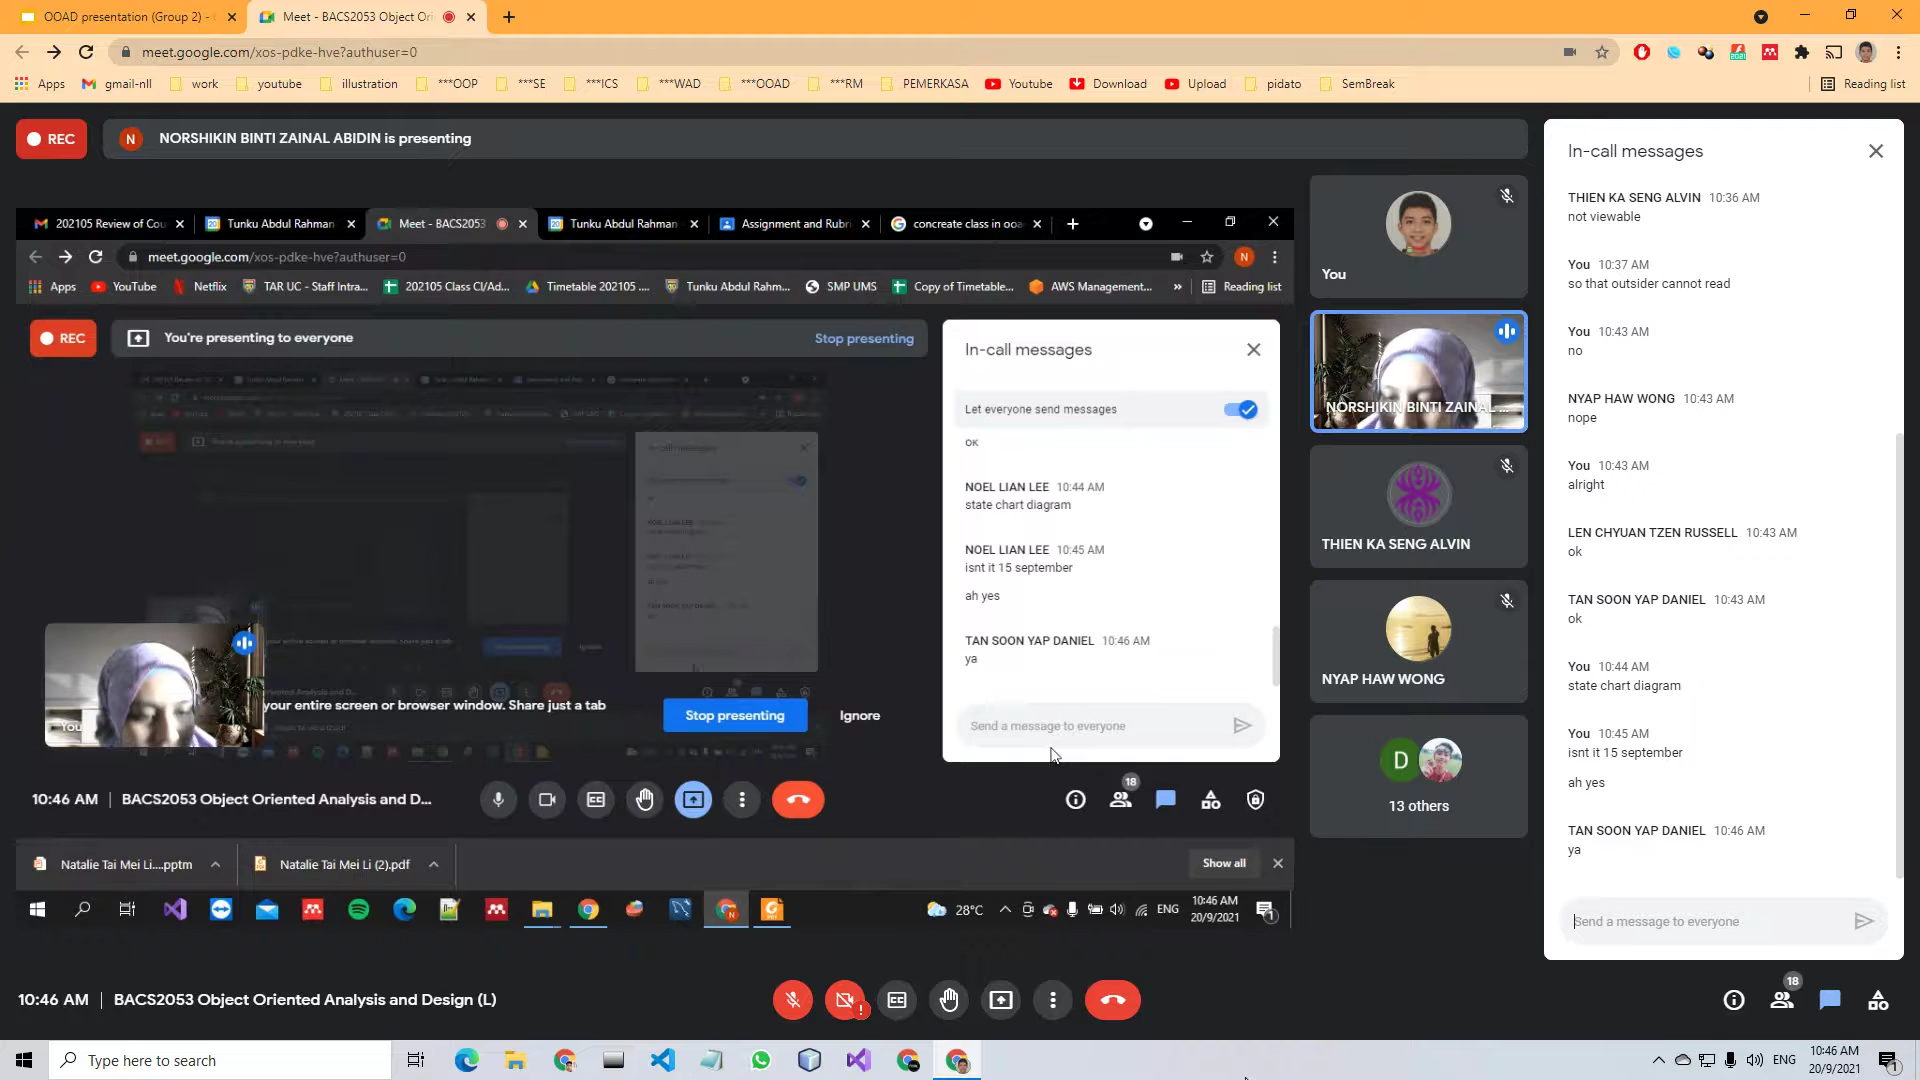 OOAD presentation (Group 2) -
Meet - BACS2053 Object Ori
meet.google.com/xos-pdke-hve?authuser=0
Apps
gmail-nll
work
youtube
illustration
***OOP
***SE
***ICS
***WAD
***OOAD
***RM
PEMERKASA
Youtube
Download
Upload
pidato
SemBreak
Reading list
REC
N
NORSHIKIN BINTI ZAINAL ABIDIN is presenting
202105 Review of Cou
Tunku Abdul Rahman
Meet - BACS2053
Tunku Abdul Rahman
Assignment and Rubri
concreate class in ooa
meet.google.com/xos-pdke-hve?authuser=0
N
Apps
YouTube
Netflix
TAR UC - Staff Intra...
202105 Class CI/Ad...
Timetable 202105 ....
Tunku Abdul Rahm...
SMP UMS
Copy of Timetable...
AWS Management...
»
Reading list
REC
You're presenting to everyone
Stop presenting
In-call messages
Let everyone send messages
OK
NOEL LIAN LEE 10:44 AM
state chart diagram
NOEL LIAN LEE 10:45 AM
isnt it 15 september
ah yes
TAN SOON YAP DANIEL 10:46 AM
ya
Send a message to everyone
You
your entire screen or browser window. Share just a tab
Stop presenting
Ignore
10:46 AM
BACS2053 Object Oriented Analysis and D...
18
Natalie Tai Mei Li....pptm
Natalie Tai Mei Li (2).pdf
Show all
28°C
ENG
10:46 AM
20/9/2021
1
You
NORSHIKIN BINTI ZAINAL ...
THIEN KA SENG ALVIN
NYAP HAW WONG
D
13 others
In-call messages
THIEN KA SENG ALVIN 10:36 AM
not viewable
You 10:37 AM
so that outsider cannot read
You 10:43 AM
no
NYAP HAW WONG 10:43 AM
nope
You 10:43 AM
alright
LEN CHYUAN TZEN RUSSELL 10:43 AM
ok
TAN SOON YAP DANIEL 10:43 AM
ok
You 10:44 AM
state chart diagram
You 10:45 AM
isnt it 15 september
ah yes
TAN SOON YAP DANIEL 10:46 AM
ya
Send a message to everyone
10:46 AM
BACS2053 Object Oriented Analysis and Design (L)
18
Type here to search
ENG
10:46 AM
20/9/2021
1